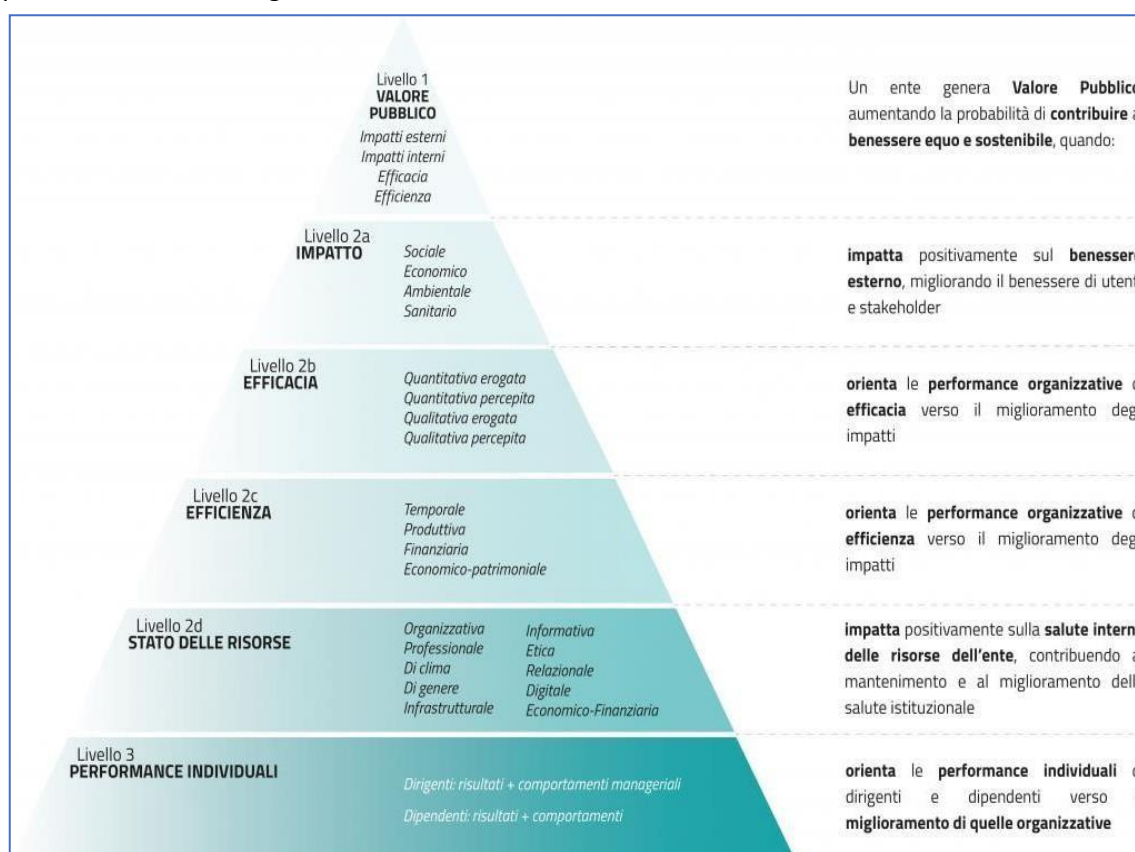 Livello 1
VALORE
PUBBLICO
Impatti esterni
Impatti interni
Efficacia
Efficienza
Un ente genera Valore Pubblico
aumentando la probabilità di contribuire a
benessere equo e sostenibile, quando:
Livello 2a
IMPATTO
Sociale
Economico
Ambientale
Sanitario
impatta positivamente sul benessere
esterno, migliorando il benessere di utent
e stakeholder
Livello 2b
EFFICACIA
Quantitativa erogata
Quantitativa percepita
Qualitativa erogata
Qualitativa percepita
orienta le performance organizzative d
efficacia verso il miglioramento deg
impatti
Livello 2c
EFFICIENZA
Temporale
Produttiva
Finanziaria
Economico-patrimoniale
orienta le performance organizzative d
efficienza verso il miglioramento deg
impatti
Livello 2d
STATO DELLE RISORSE
Organizzativa
Professionale
Di clima
Di genere
Infrastrutturale
Informativa
Etica
Relazionale
Digitale
Economico-Finanziaria
impatta positivamente sulla salute intern
delle risorse dell'ente, contribuendo a
mantenimento e al miglioramento dell
salute istituzionale
Livello 3
PERFORMANCE INDIVIDUALI
Dirigenti: risultati + comportamenti manageriali
Dipendenti: risultati + comportamenti
orienta le performance individuali d
dirigenti e dipendenti verso
miglioramento di quelle organizzative